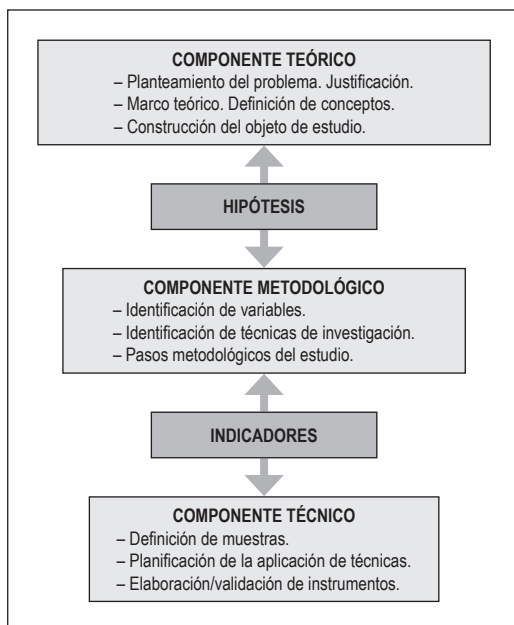 COMPONENTE TEÓRICO
– Planteamiento del problema. Justificación.
– Marco teórico. Definición de conceptos.
– Construcción del objeto de estudio.
HIPÓTESIS
COMPONENTE METODOLÓGICO
– Identificación de variables.
– Identificación de técnicas de investigación.
– Pasos metodológicos del estudio.
INDICADORES
COMPONENTE TÉCNICO
– Definición de muestras.
– Planificación de la aplicación de técnicas.
– Elaboración/validación de instrumentos.